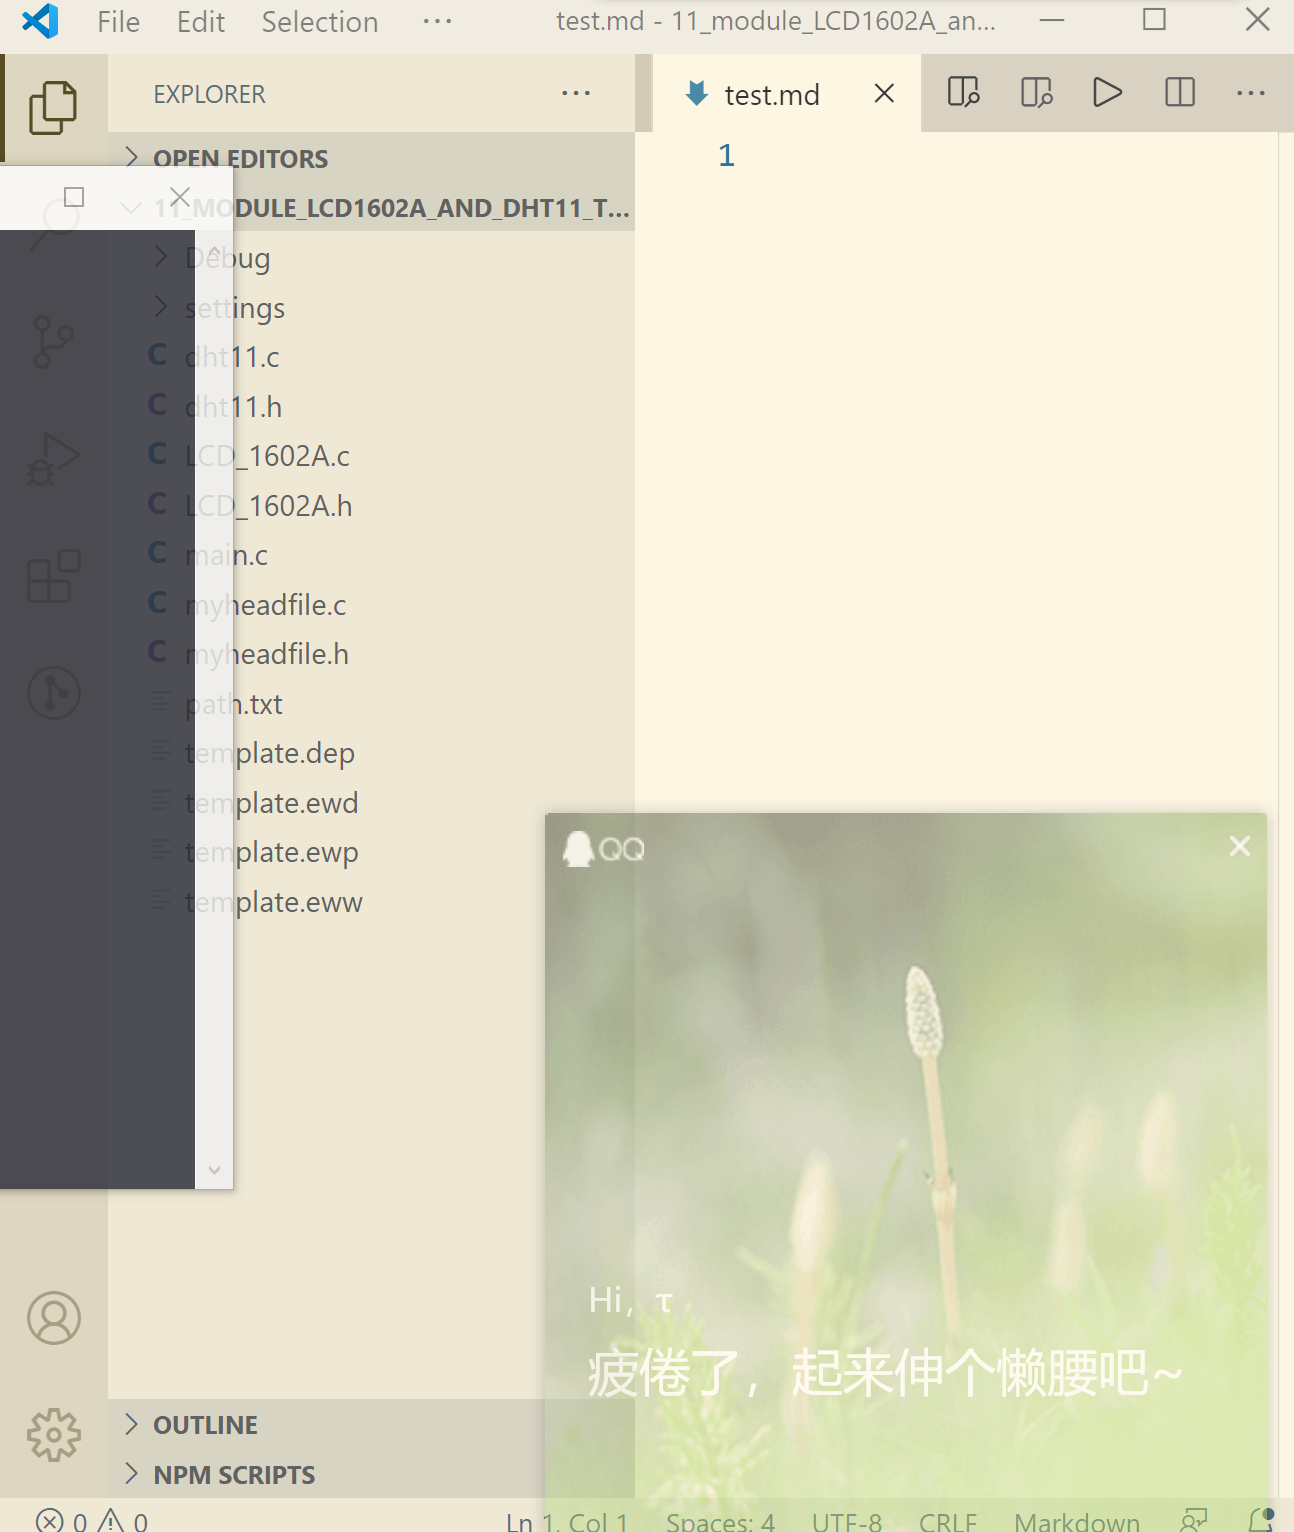 File Edit Selection ··· test.md - 11_module_LCD1602A_an...
EXPLORER ···
test.md
OPEN EDITORS
11_MODULE_LCD1602A_AND_DHT11_T...
1
Debug
settings
C dht11.c
C dht11.h
C LCD_1602A.c
C LCD_1602A.h
C main.c
C myheadfile.c
C myheadfile.h
path.txt
template.dep
template.ewd
template.ewp
template.eww
QQ
Hi, τ
疲倦了，起来伸个懒腰吧~
OUTLINE
NPM SCRIPTS
0 0 Ln 1, Col 1 Spaces: 4 UTF-8 CRLF Markdown